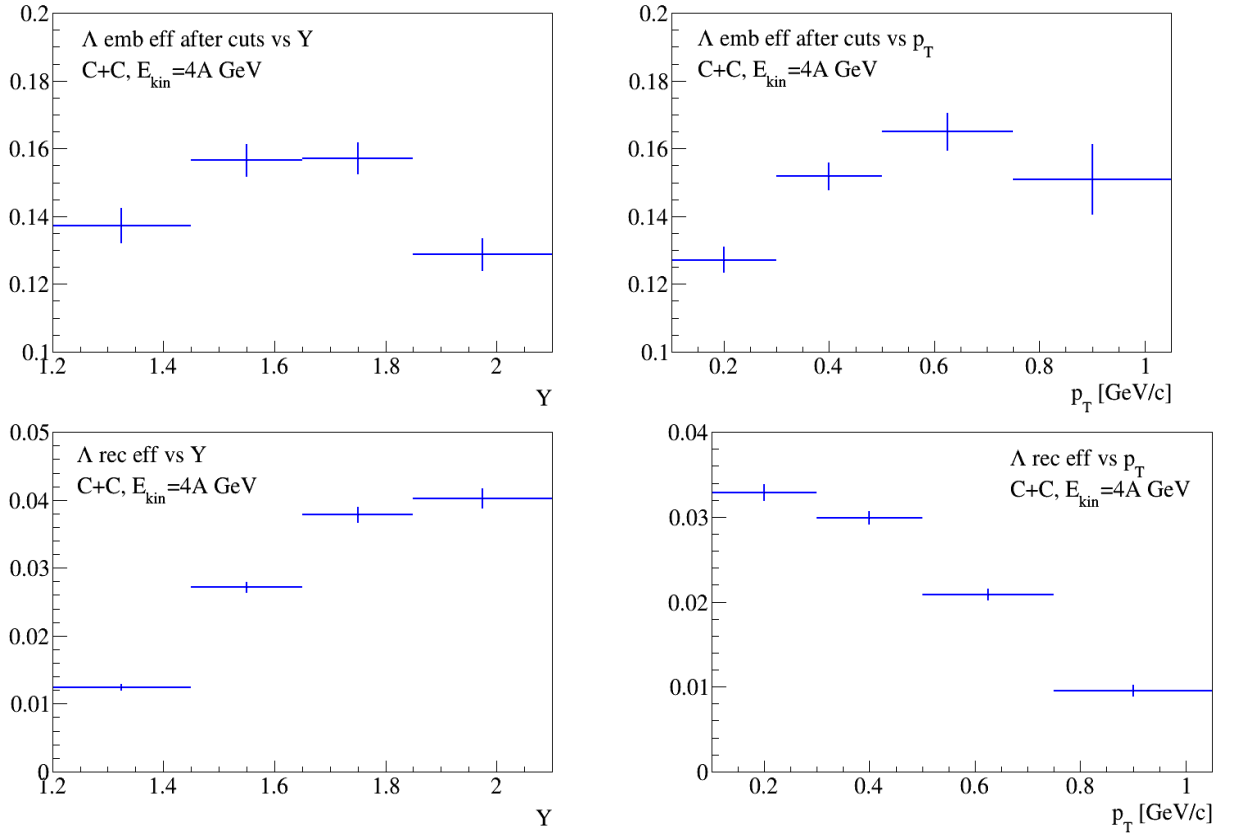 Λ emb eff after cuts vs Y
C+C, E_kin=4A GeV
0.2
0.18
0.16
0.14
0.12
0.1
1.2 1.4 1.6 1.8 2
Y
Λ emb eff after cuts vs p_T
C+C, E_kin=4A GeV
0.2
0.18
0.16
0.14
0.12
0.1
0.2 0.4 0.6 0.8 1
p_T [GeV/c]
Λ rec eff vs Y
C+C, E_kin=4A GeV
0.05
0.04
0.03
0.02
0.01
0
1.2 1.4 1.6 1.8 2
Y
Λ rec eff vs p_T
C+C, E_kin=4A GeV
0.04
0.03
0.02
0.01
0
0.2 0.4 0.6 0.8 1
p_T [GeV/c]